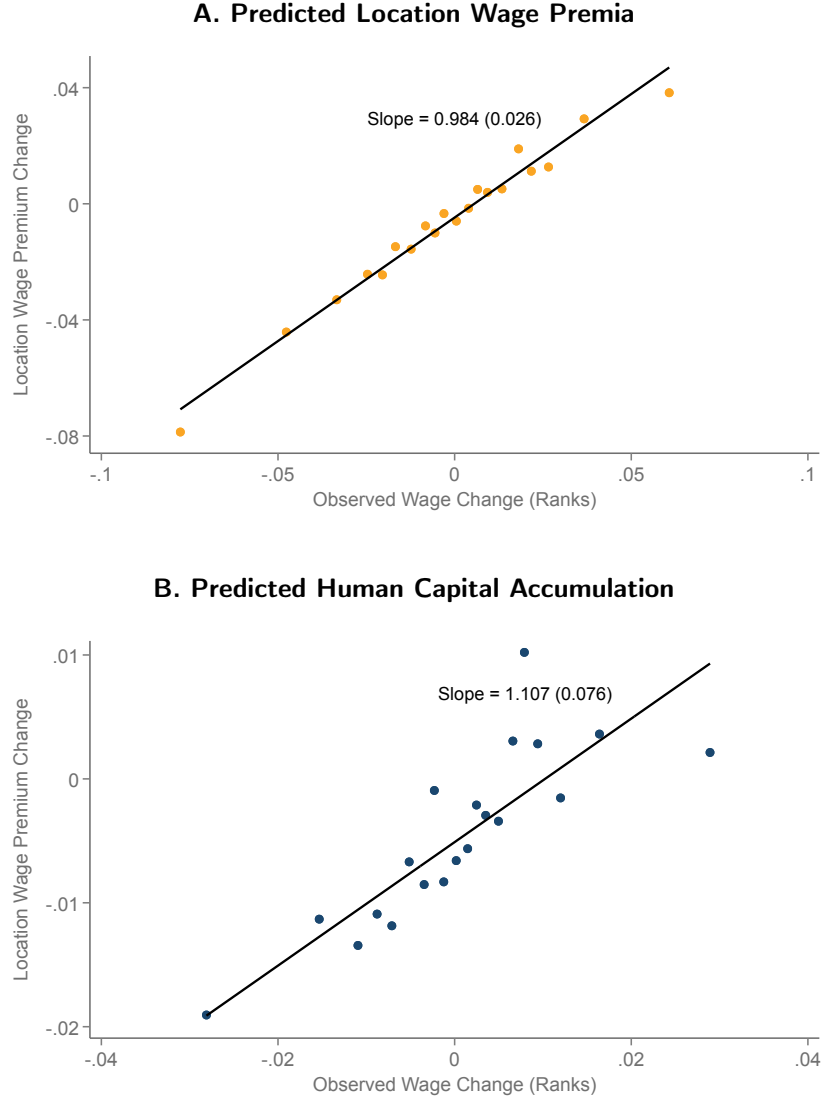 A. Predicted Location Wage Premia
.04
0
-.04
-.08
Location Wage Premium Change
Slope = 0.984 (0.026)
-.1
-.05
0
.05
.1
Observed Wage Change (Ranks)
B. Predicted Human Capital Accumulation
.01
0
-.01
-.02
Location Wage Premium Change
Slope = 1.107 (0.076)
-.04
-.02
0
.02
.04
Observed Wage Change (Ranks)